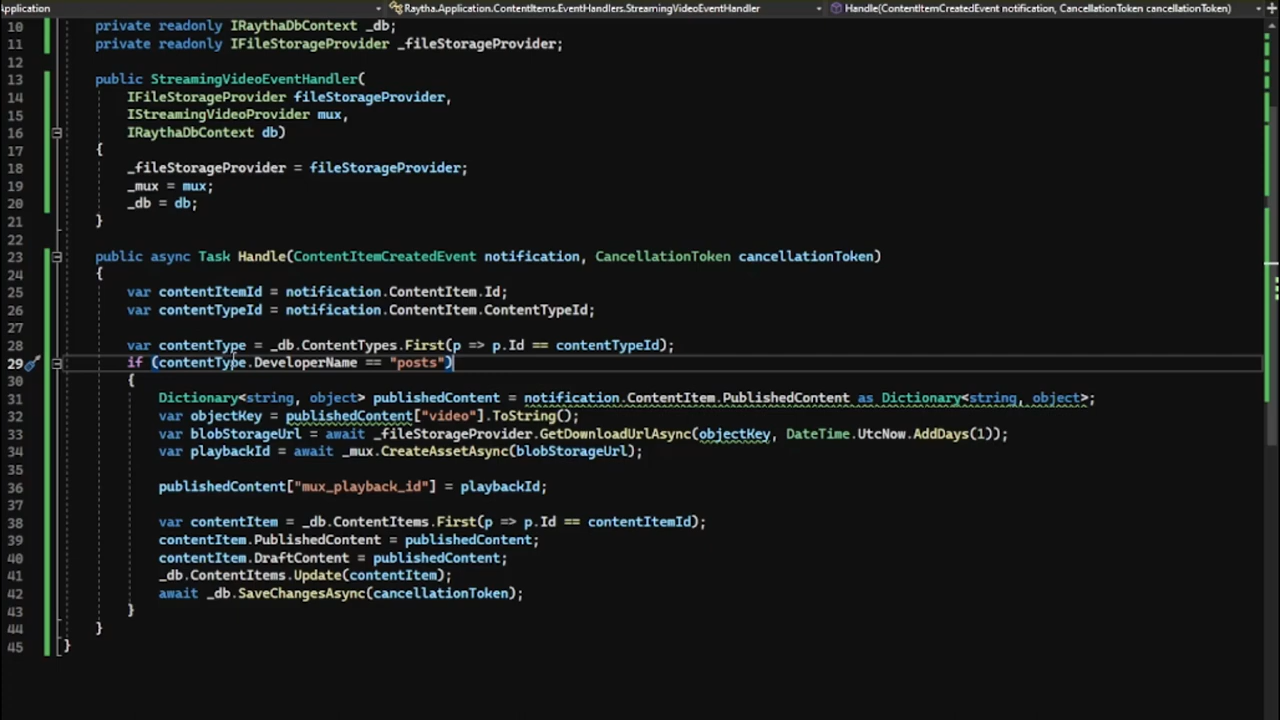 Application
Raytha.Application.ContentItems.EventHandlers.StreamingVideoEventHandler
Handle(ContentItemCreatedEvent notification, CancellationToken cancellationToken)
10 private readonly IRaythaDbContext _db;
11 private readonly IFileStorageProvider _fileStorageProvider;
12
13 public StreamingVideoEventHandler(
14 IFileStorageProvider fileStorageProvider,
15 IStreamingVideoProvider mux,
16 IRaythaDbContext db)
17 {
18 _fileStorageProvider = fileStorageProvider;
19 _mux = mux;
20 _db = db;
21 }
22
23 public async Task Handle(ContentItemCreatedEvent notification, CancellationToken cancellationToken)
24 {
25 var contentItemId = notification.ContentItem.Id;
26 var contentTypeId = notification.ContentItem.ContentTypeId;
27
28 var contentType = _db.ContentTypes.First(p => p.Id == contentTypeId);
29 if (contentType.DeveloperName == "posts")
30 {
31 Dictionary<string, object> publishedContent = notification.ContentItem.PublishedContent as Dictionary<string, object>;
32 var objectKey = publishedContent["video"].ToString();
33 var blobStorageUrl = await _fileStorageProvider.GetDownloadUrlAsync(objectKey, DateTime.UtcNow.AddDays(1));
34 var playbackId = await _mux.CreateAssetAsync(blobStorageUrl);
35
36 publishedContent["mux_playback_id"] = playbackId;
37
38 var contentItem = _db.ContentItems.First(p => p.Id == contentItemId);
39 contentItem.PublishedContent = publishedContent;
40 contentItem.DraftContent = publishedContent;
41 _db.ContentItems.Update(contentItem);
42 await _db.SaveChangesAsync(cancellationToken);
43 }
44 }
45 }